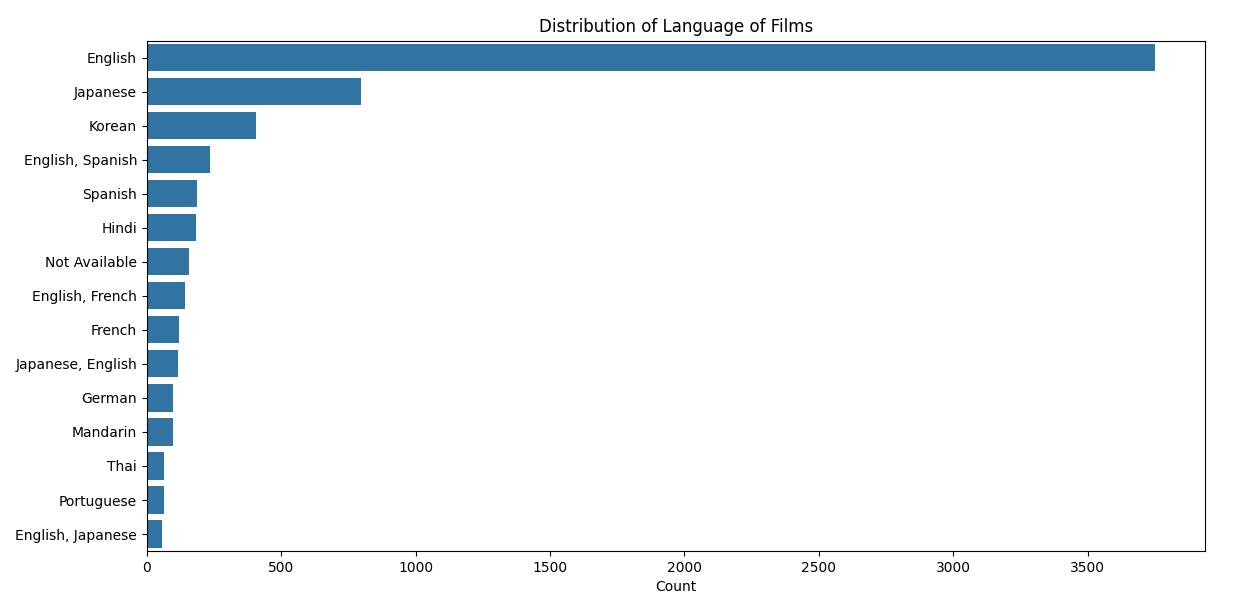 Distribution of Language of Films
English
Japanese
Korean
English, Spanish
Spanish
Hindi
Not Available
English, French
French
Japanese, English
German
Mandarin
Thai
Portuguese
English, Japanese
0 500 1000 1500 2000 2500 3000 3500
Count